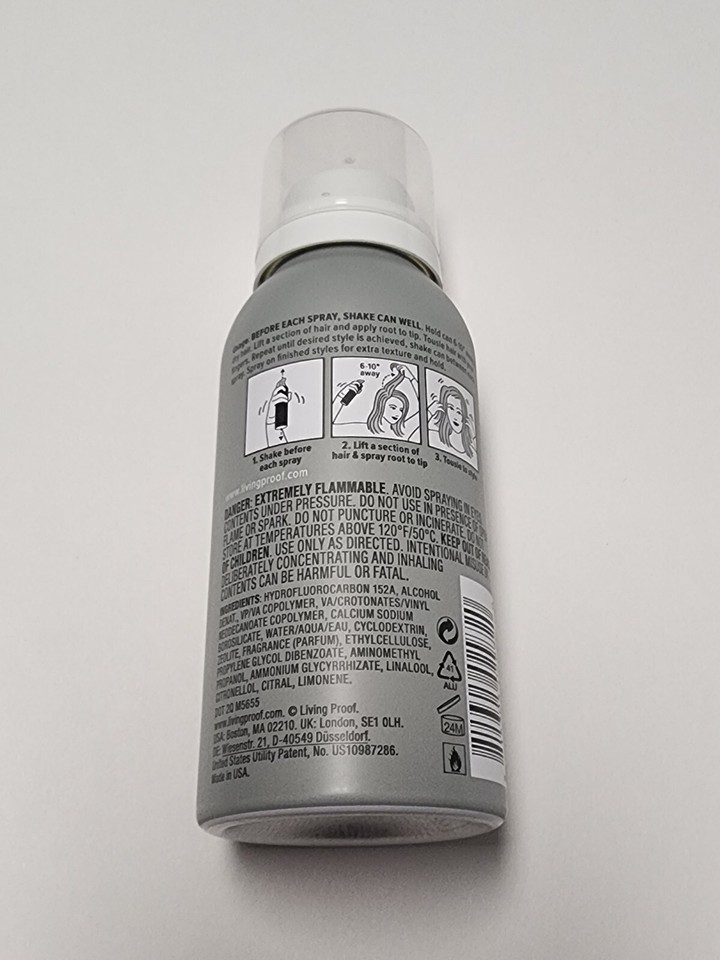 Usage: BEFORE EACH SPRAY, SHAKE CAN WELL. Hold can 6-10" away
dry hair. Lift a section of hair and apply root to tip. Tousle hair
fingers. Repeat until desired style is achieved, shake can between
spray. Spray on finished styles for extra texture and hold.
6-10"
away
1. Shake before
each spray
2. Lift a section of
hair & spray root to tip
3. Tousle to style
www.livingproof.com
DANGER: EXTREMELY FLAMMABLE. AVOID SPRAYING IN EYES.
CONTENTS UNDER PRESSURE. DO NOT USE IN PRESENCE OF
FLAME OR SPARK. DO NOT PUNCTURE OR INCINERATE. DO NOT
STORE AT TEMPERATURES ABOVE 120°F/50°C. KEEP OUT OF
OF CHILDREN. USE ONLY AS DIRECTED. INTENTIONAL MISUSE
DELIBERATELY CONCENTRATING AND INHALING
CONTENTS CAN BE HARMFUL OR FATAL.
INGREDIENTS: HYDROFLUOROCARBON 152A, ALCOHOL
DENAT., VP/VA COPOLYMER, VA/CROTONATES/VINYL
NEODECANOATE COPOLYMER, CALCIUM SODIUM
BOROSILICATE, WATER/AQUA/EAU, CYCLODEXTRIN,
ZEOLITE, FRAGRANCE (PARFUM), ETHYLCELLULOSE,
PROPYLENE GLYCOL DIBENZOATE, AMINOMETHYL
PROPANOL, AMMONIUM GLYCYRRHIZATE, LINALOOL,
CITRONELLOL, CITRAL, LIMONENE.
DOT 2Q M5655
www.livingproof.com. © Living Proof.
USA: Boston, MA 02210. UK: London, SE1 0LH.
DE: Wiesenstr. 21, D-40549 Düsseldorf.
United States Utility Patent, No. US10987286.
Made in USA.
41
ALU
24M